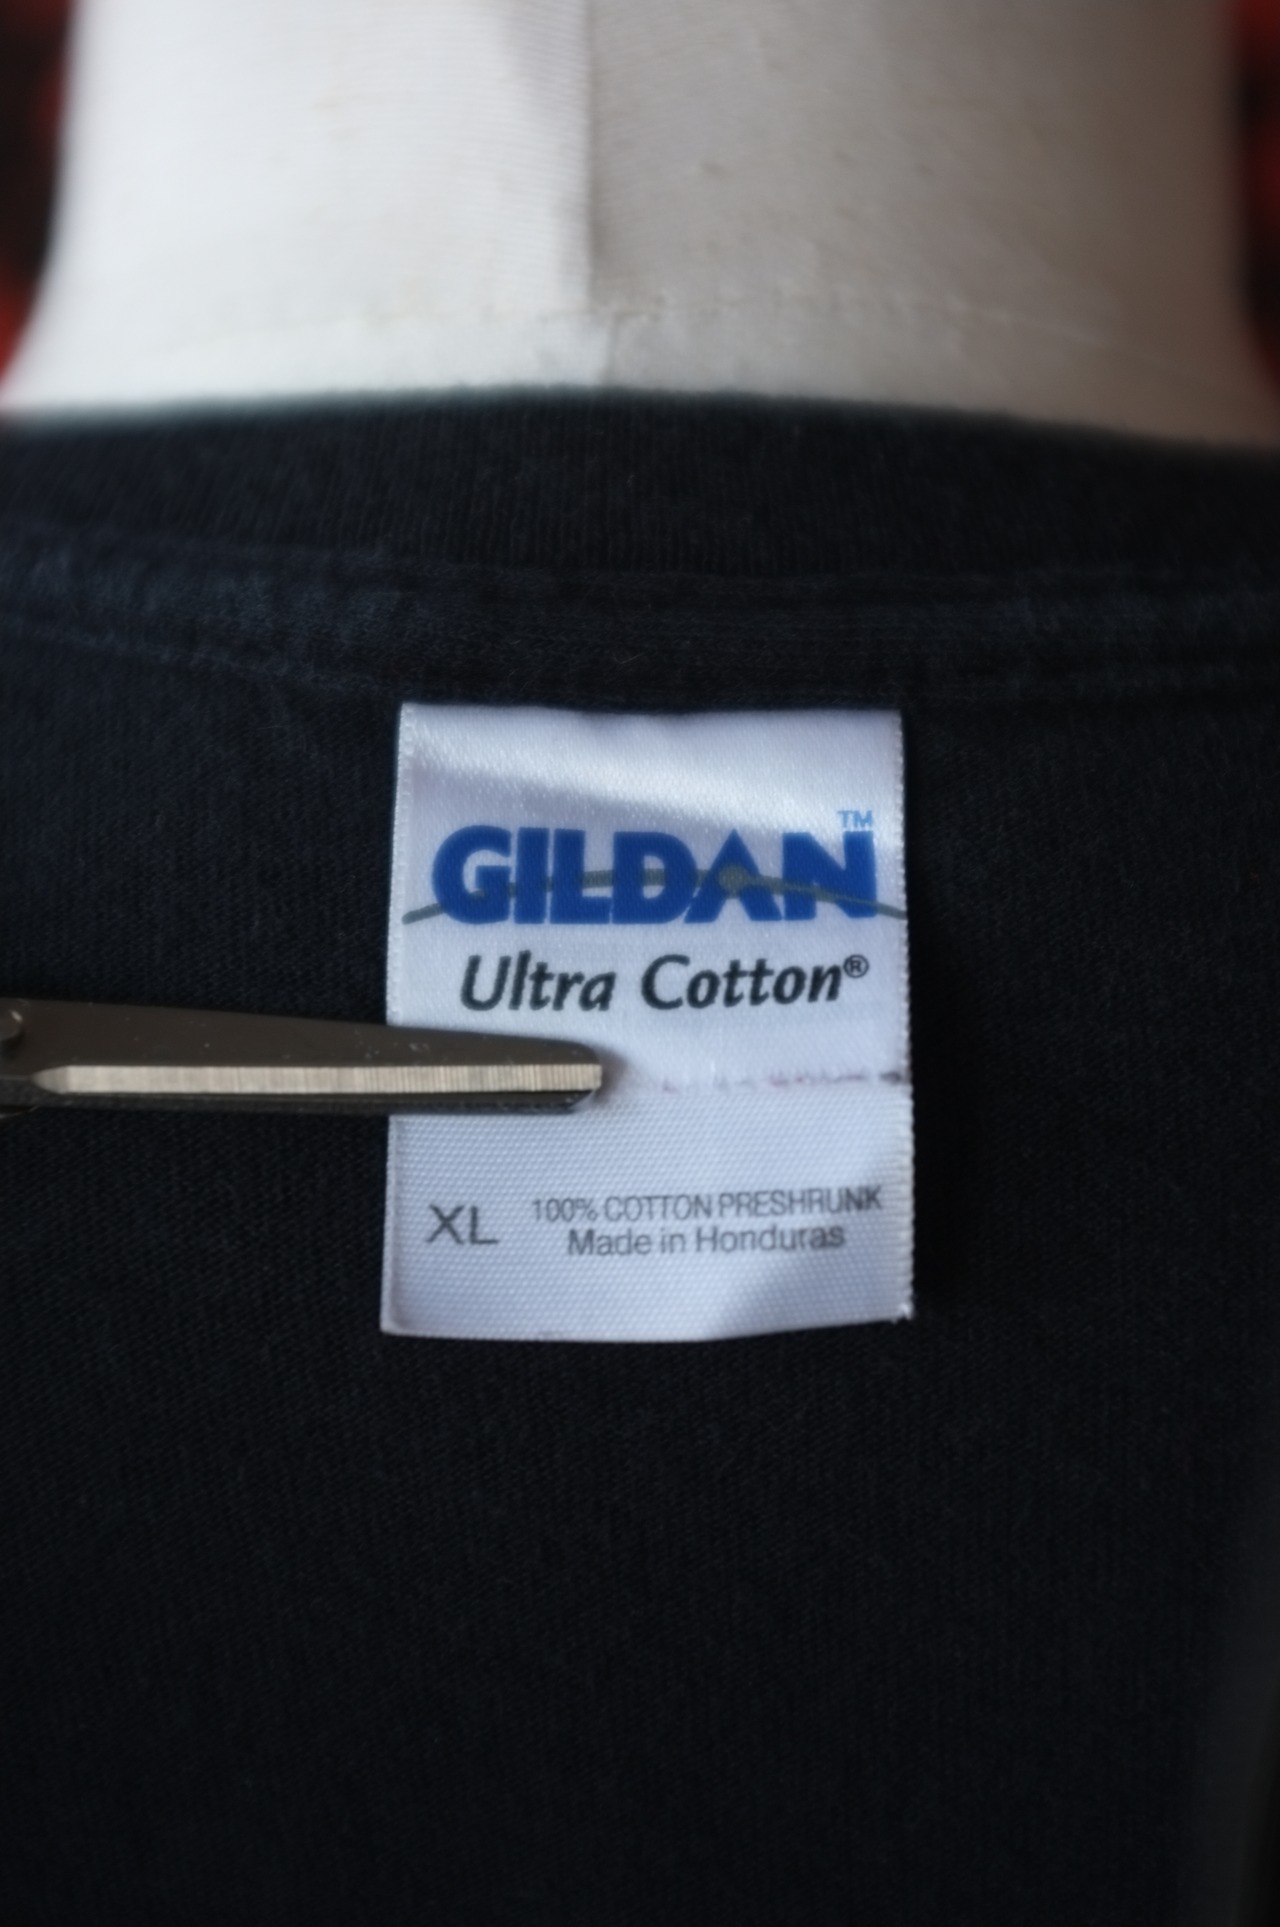 GILDAN™
Ultra Cotton®
XL
100% COTTON PRESHRUNK
Made in Honduras